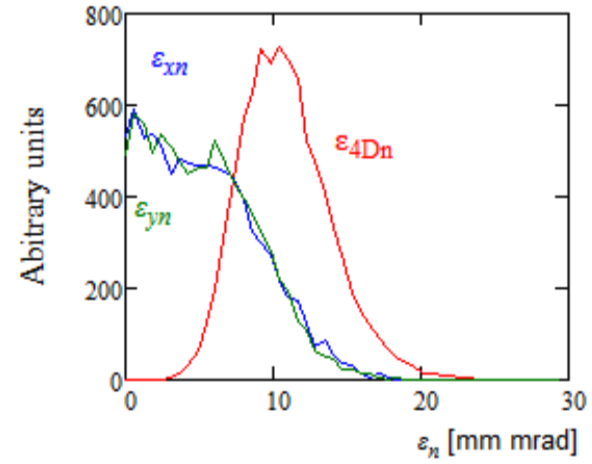 800
600
400
200
0
Abitrary units
εxn
εyn
ε4Dn
0 10 20 30
εn [mm mrad]